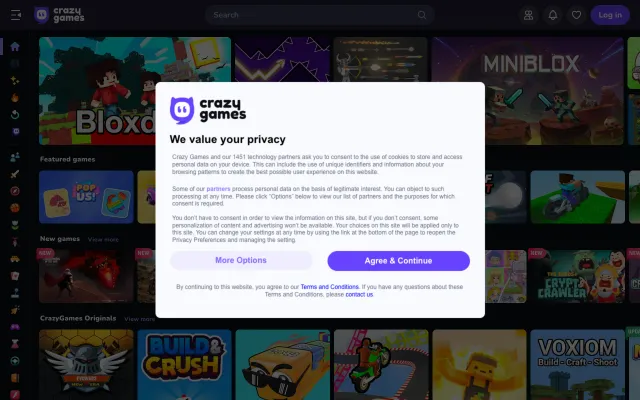 crazy games
Search
Log in
Bloxd
MINIBLOX
crazy games
We value your privacy
Crazy Games and our 1451 technology partners ask you to consent to the use of cookies to store and access
personal data on your device. This can include the use of unique identifiers and information about your
browsing patterns to create the best possible user experience on this website.
Some of our partners process personal data on the basis of legitimate interest. You can object to such
processing at any time. Please click "Options" below to view our list of partners and the purposes for which
consent is required.
You don't have to consent in order to view the information on this site, but if you don't consent, some
personalization of content and advertising won't be available. Your choices on this site will be applied only to
this site. You can change your settings at any time by using the link at the bottom of the page to reopen the
Privacy Preferences and managing the setting.
More Options
Agree & Continue
By continuing to this website, you agree to our Terms and Conditions. If you have any questions about these
Terms and Conditions, please contact us.
Featured games
POP US!
New games
View more
NEW
NEW
NEW
CRYPT
CRAWLER
CrazyGames Originals
View more
BUILD &
CRUSH
VOXIOM
Build - Craft - Shoot